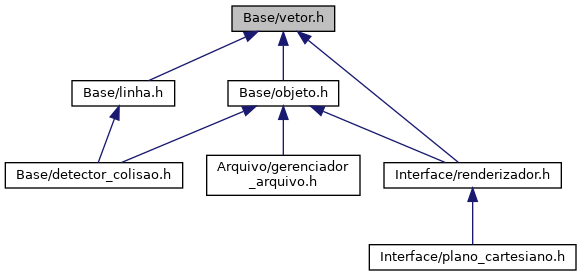 Base/vetor.h
Base/linha.h
Base/objeto.h
Base/detector_colisao.h
Arquivo/gerenciador
_arquivo.h
Interface/renderizador.h
Interface/plano_cartesiano.h